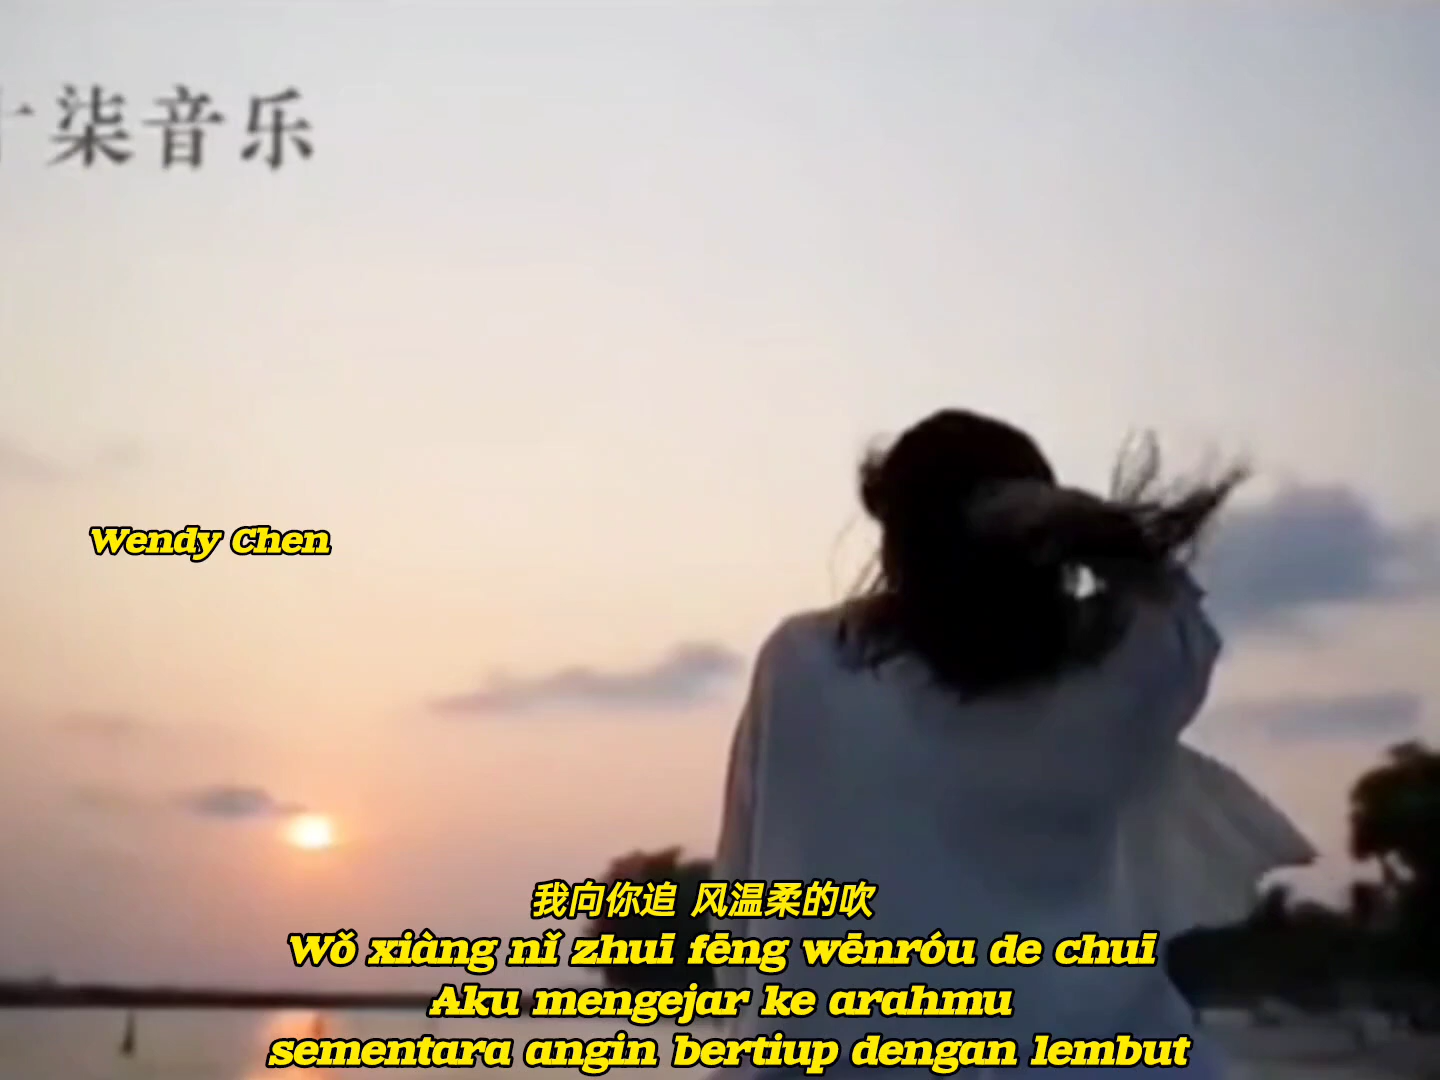 十柒音乐
Wendy Chen
我向你追 风温柔的吹
Wǒ xiàng nǐ zhuī fēng wēnróu de chuī
Aku mengejar ke arahmu
sementara angin bertiup dengan lembut